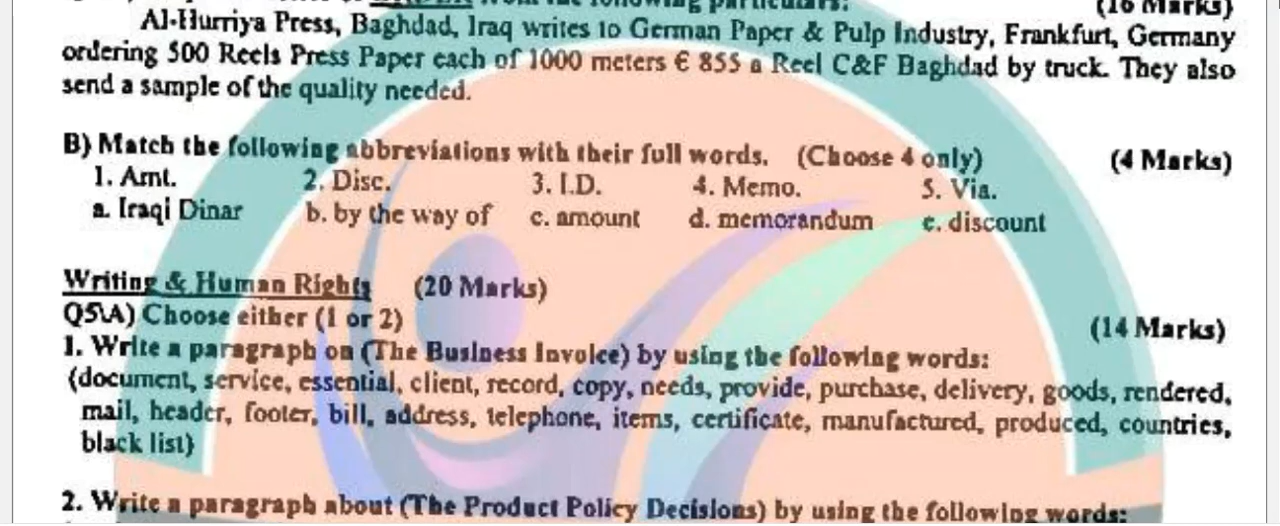 from the following particulars: (16 Marks)
Al-Hurriya Press, Baghdad, Iraq writes to German Paper & Pulp Industry, Frankfurt, Germany
ordering 500 Reels Press Paper each of 1000 meters € 855 a Reel C&F Baghdad by truck. They also
send a sample of the quality needed.
B) Match the following abbreviations with their full words. (Choose 4 only) (4 Marks)
1. Amt. 2. Disc. 3. I.D. 4. Memo. 5. Via.
a. Iraqi Dinar b. by the way of c. amount d. memorandum e. discount
Writing & Human Rights (20 Marks)
Q5\A) Choose either (1 or 2) (14 Marks)
1. Write a paragraph on (The Business Invoice) by using the following words:
(document, service, essential, client, record, copy, needs, provide, purchase, delivery, goods, rendered,
mail, header, footer, bill, address, telephone, items, certificate, manufactured, produced, countries,
black list)
2. Write a paragraph about (The Product Policy Decisions) by using the following words: